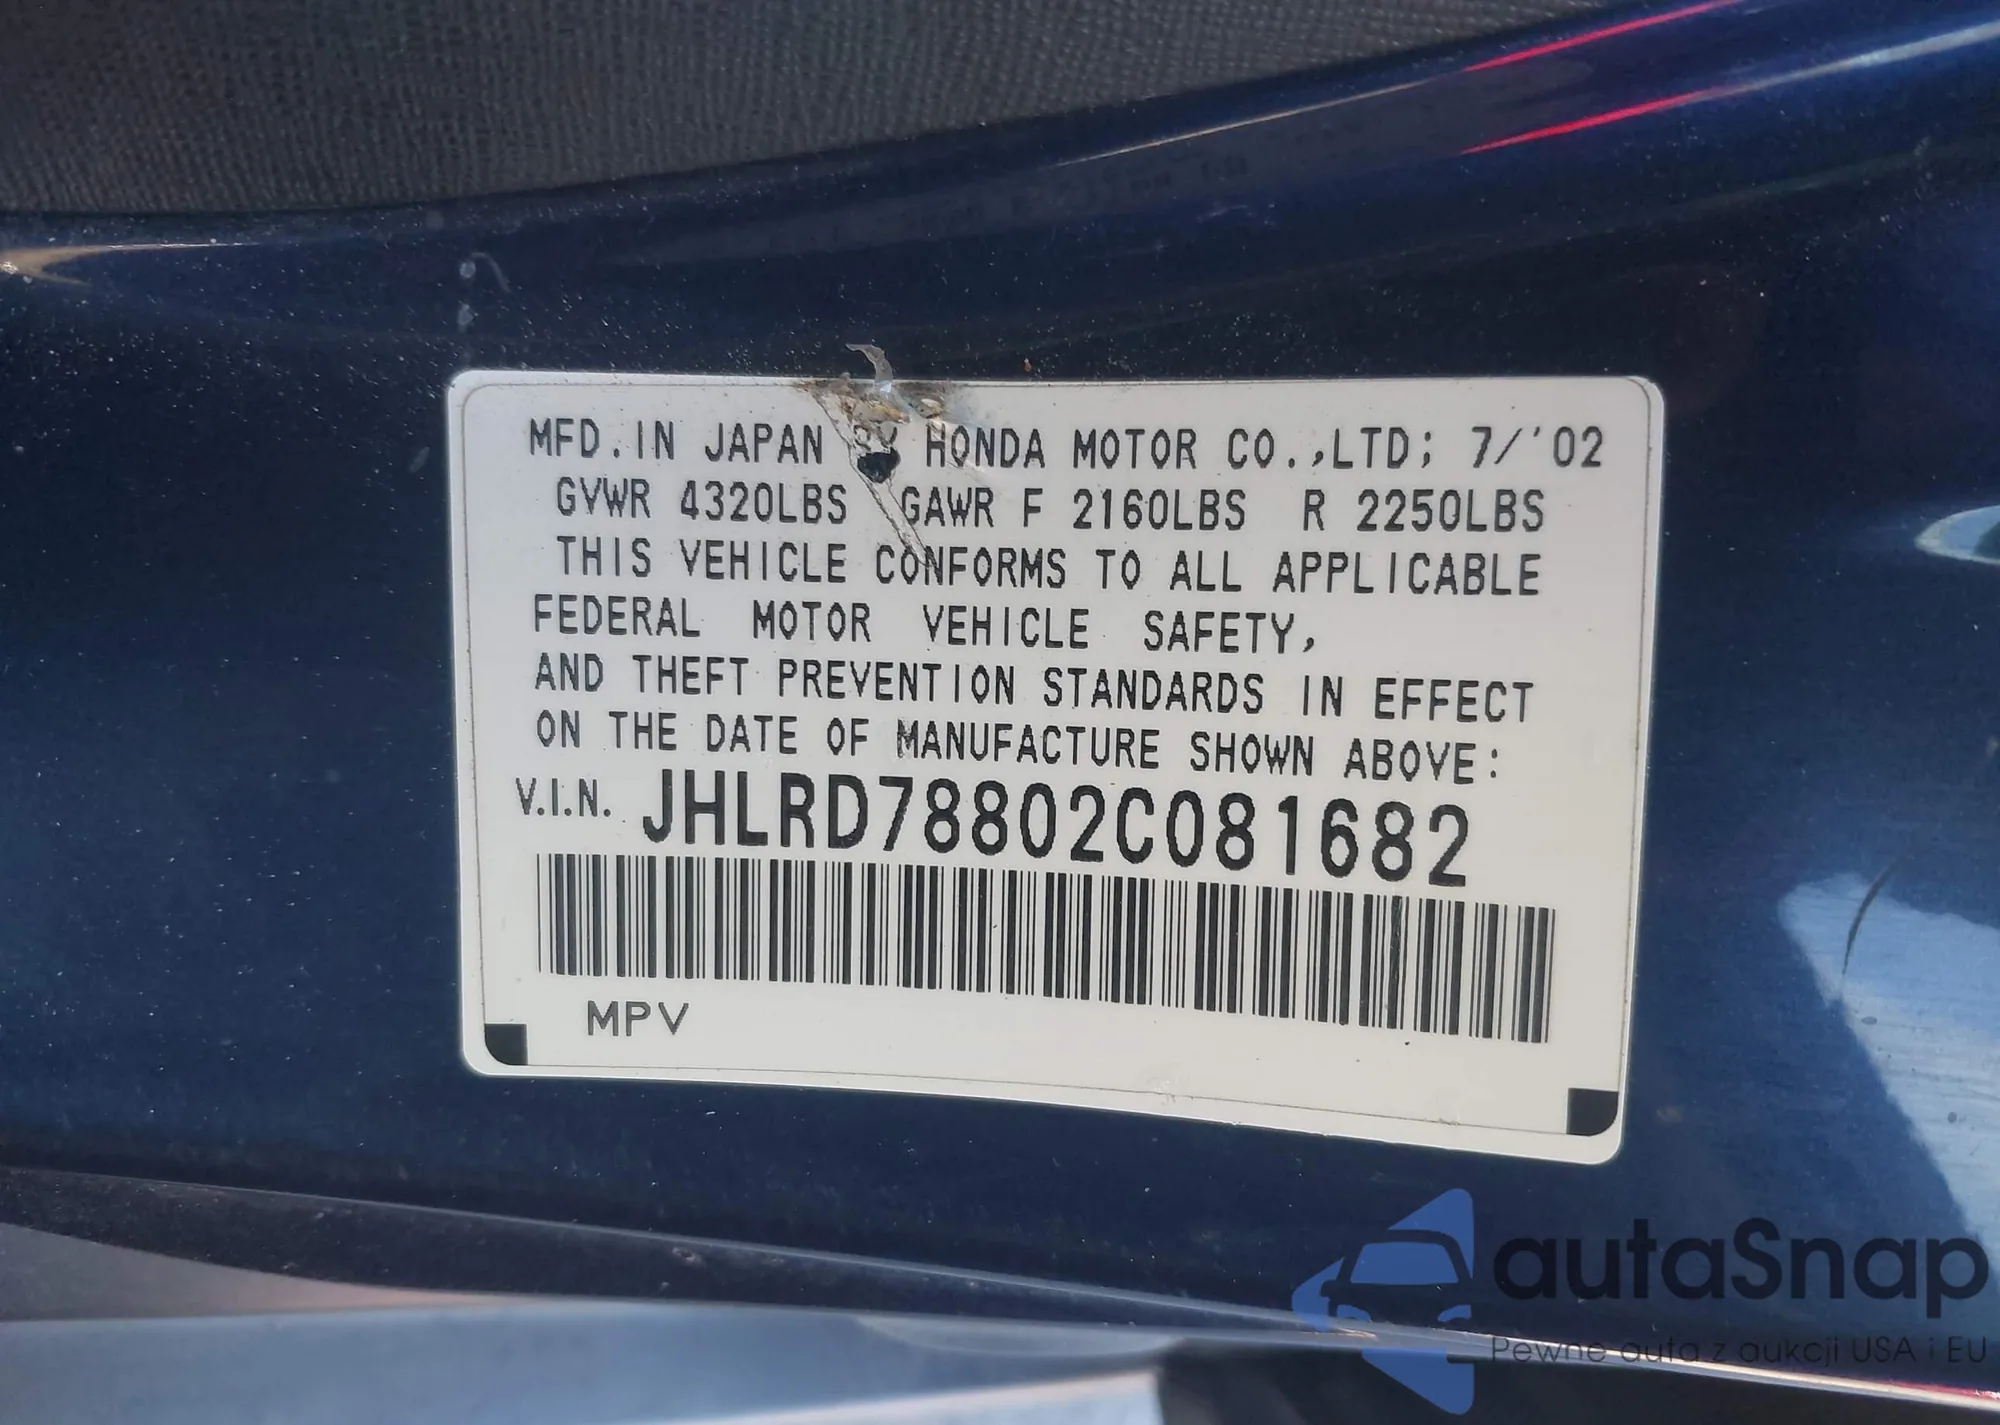 MFD.IN JAPAN BY HONDA MOTOR CO.,LTD; 7/'02
GVWR 4320LBS GAWR F 2160LBS R 2250LBS
THIS VEHICLE CONFORMS TO ALL APPLICABLE
FEDERAL MOTOR VEHICLE SAFETY,
AND THEFT PREVENTION STANDARDS IN EFFECT
ON THE DATE OF MANUFACTURE SHOWN ABOVE:
V.I.N. JHLRD78802C081682
MPV
autaSnap
Pewne auta z aukcji USA i EU